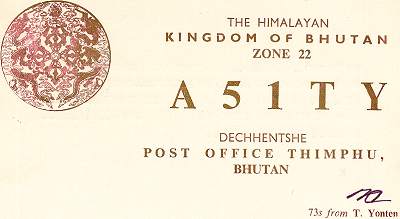 THE HIMALAYAN
KINGDOM OF BHUTAN
ZONE 22
A51TY
DECHHENTSHE
POST OFFICE THIMPHU,
BHUTAN
73s from T. Yonten